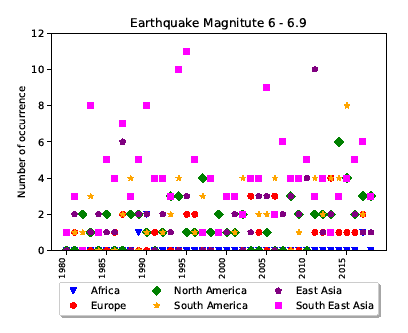 Earthquake Magnitute 6 - 6.9
12
10
8
6
4
2
0
Number of occurrence
1980 1985 1990 1995 2000 2005 2010 2015
Africa North America East Asia
Europe South America South East Asia